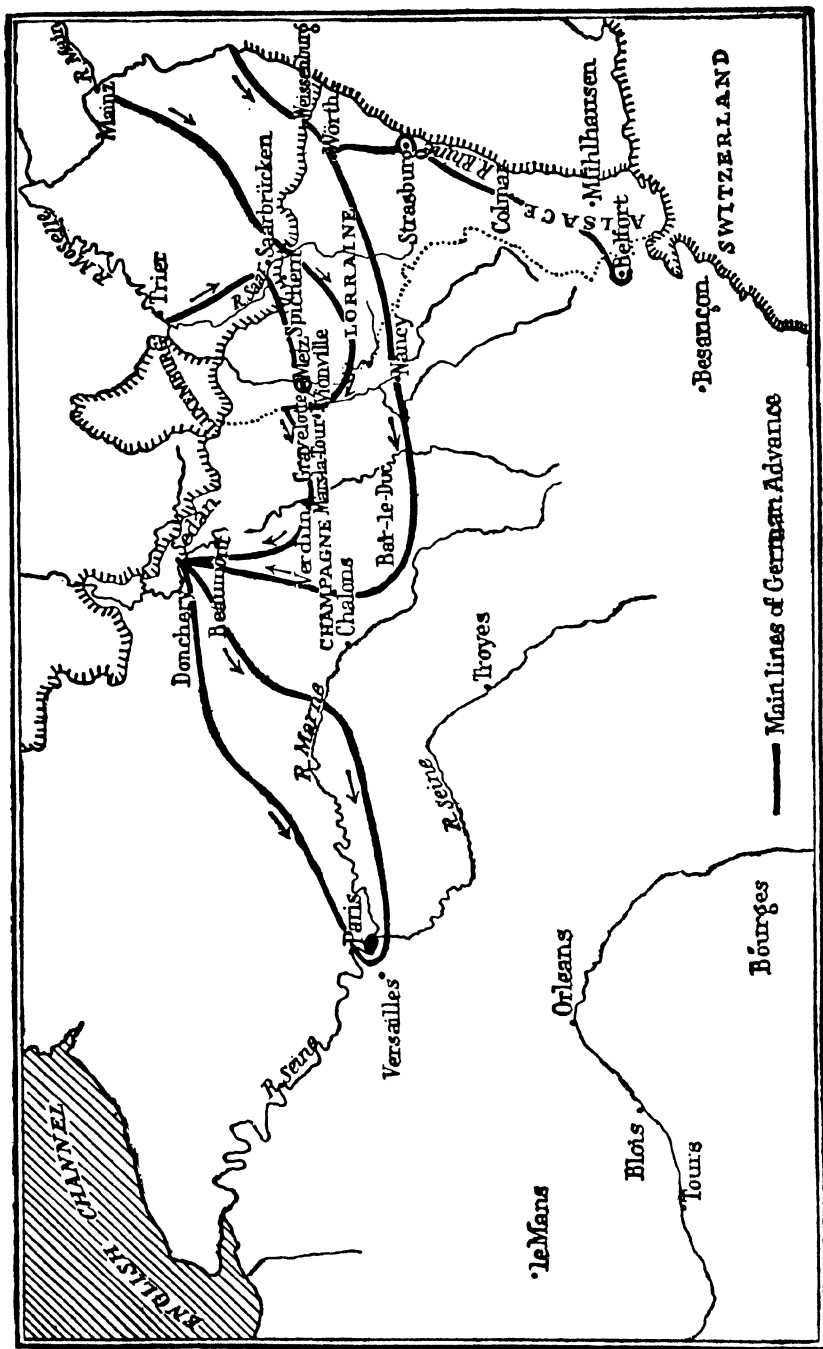 ENGLISH CHANNEL
R Main
Mainz
R Moselle
Trier
LUXEMBURG
Sedan
Donchery
Beaumont
R Saar
Saarbrücken
Spichern
Weissenburg
Wörth
Metz
Gravelotte
Vionville
Mars-la-Tour
Verdun
CHAMPAGNE
Chalons
LORRAINE
R Marne
Paris
R Seine
Versailles
Bar-le-Duc
Nancy
Strasburg
R Rhine
Colmar
ALSACE
Mühlhausen
Belfort
R Seine
Troyes
Besançon
SWITZERLAND
le Mans
Orleans
Blois
Tours
Bourges
Main lines of German Advance